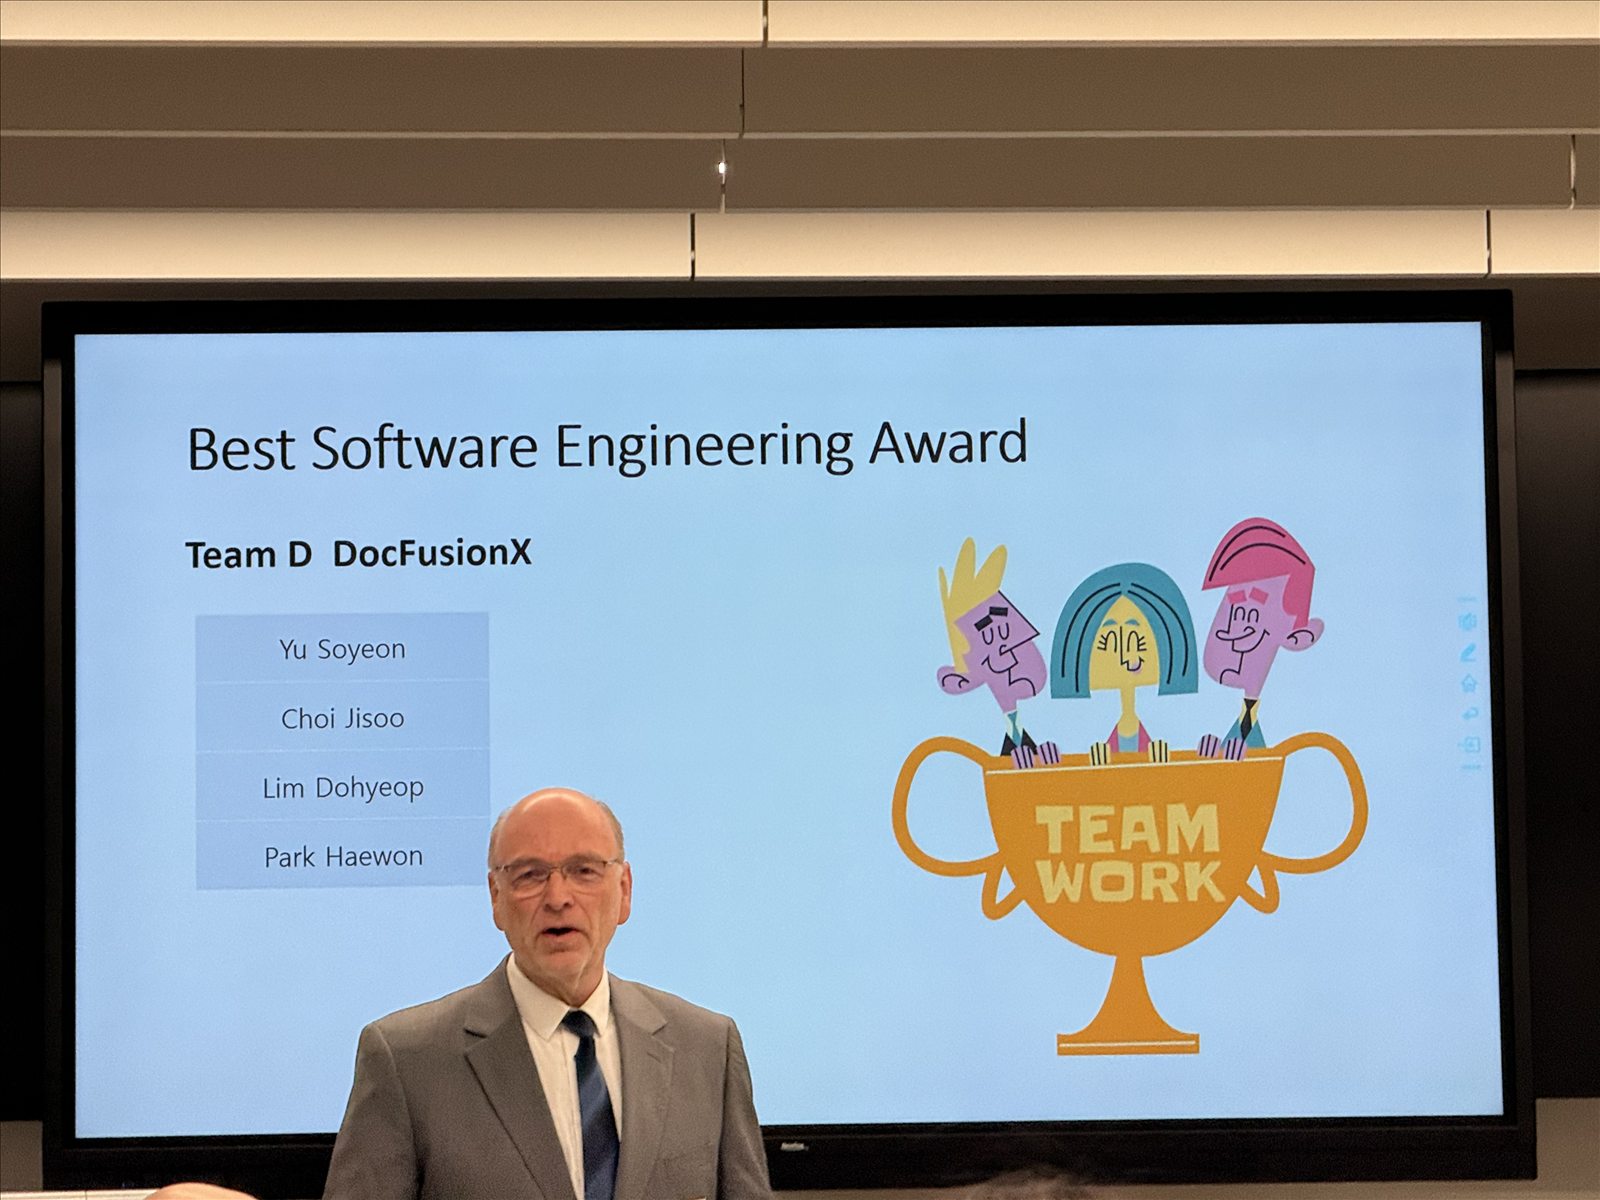 Best Software Engineering Award
Team D DocFusionX
Yu Soyeon
Choi Jisoo
Lim Dohyeop
Park Haewon
TEAM
WORK